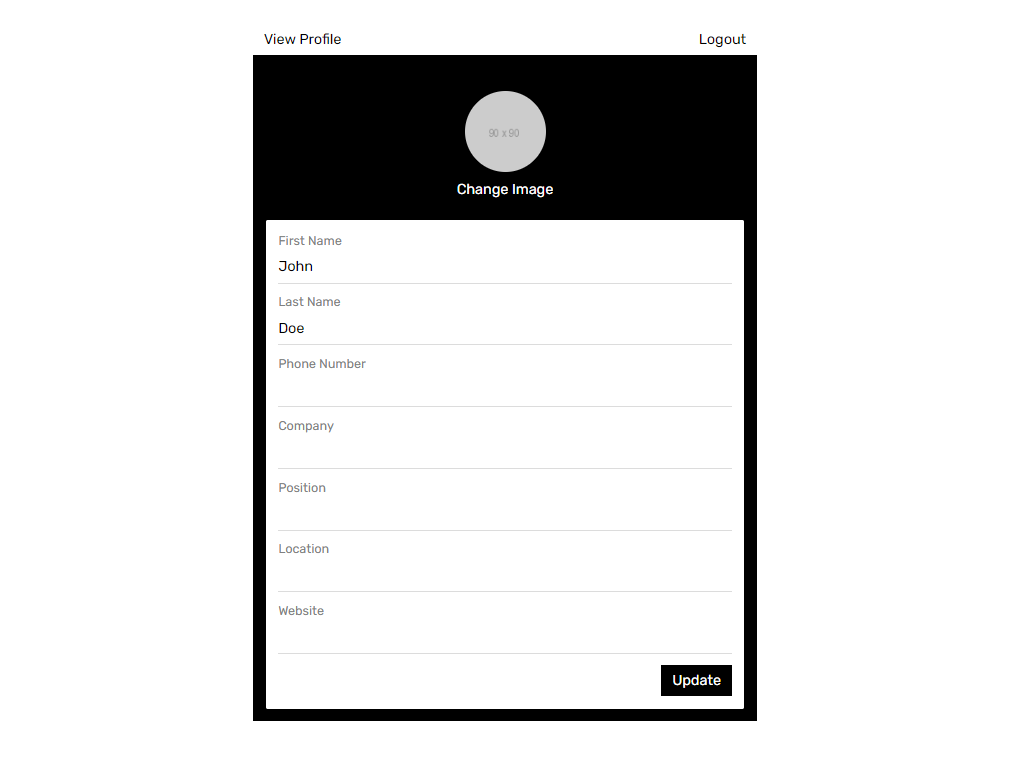 View Profile
Logout
90 x 90
Change Image
First Name
John
Last Name
Doe
Phone Number
Company
Position
Location
Website
Update